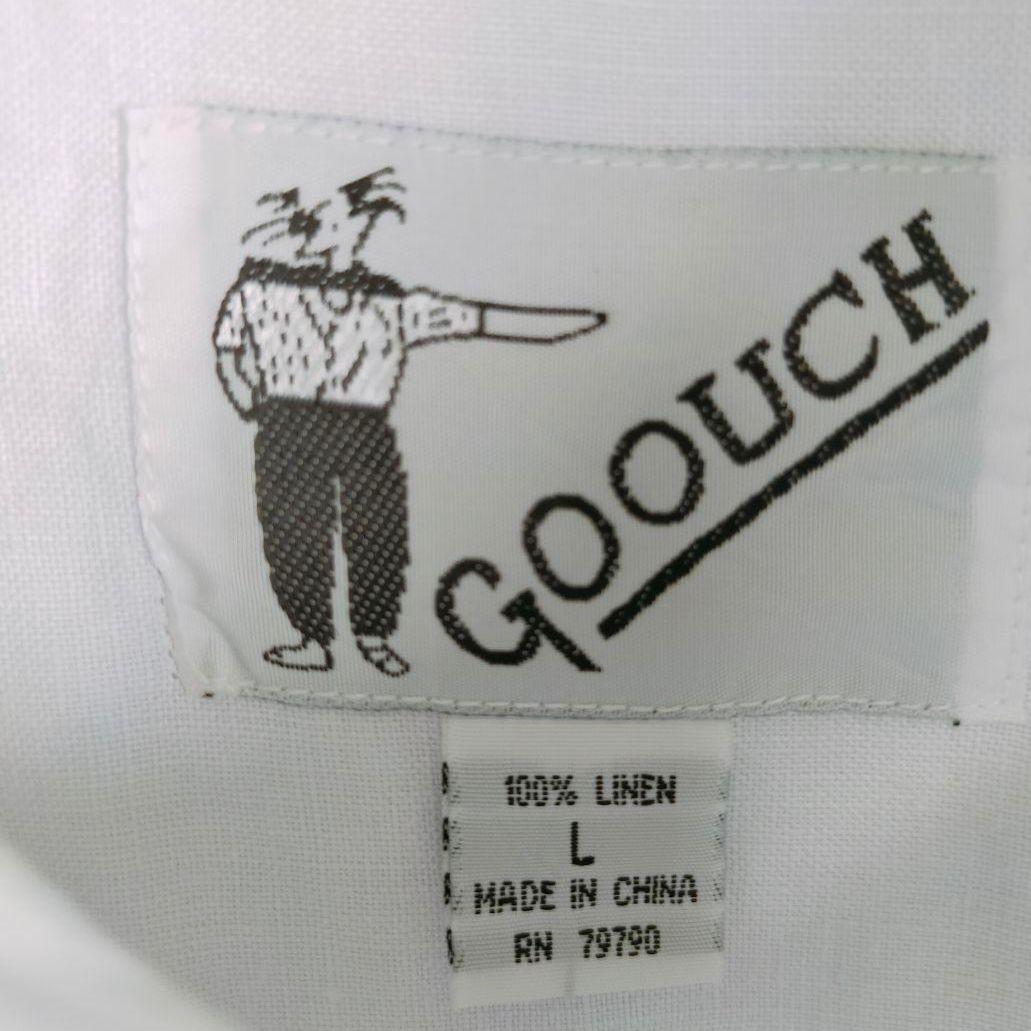 GOOUCH
100% LINEN
L
MADE IN CHINA
RN 79790